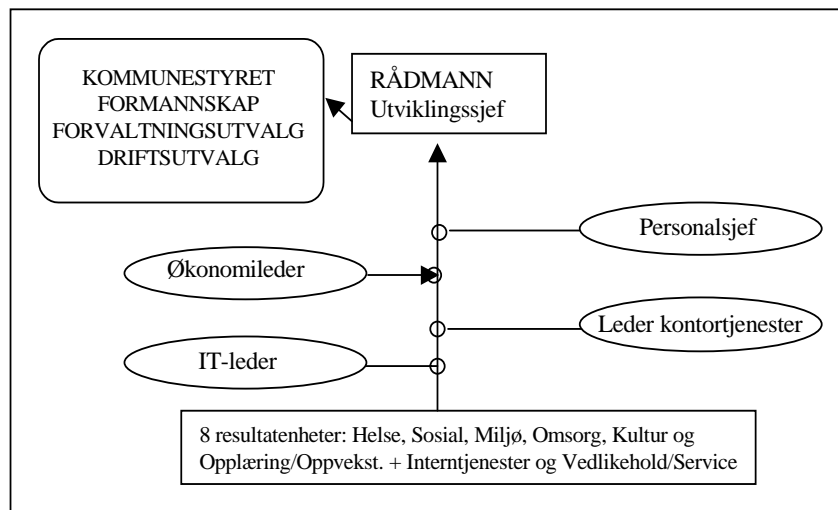 KOMMUNESTYRET
FORMANNSKAP
FORVALTNINGSUTVALG
DRIFTSUTVALG
RÅDMANN
Utviklingssjef
Personalsjef
Økonomileder
Leder kontortjenester
IT-leder
8 resultatenheter: Helse, Sosial, Miljø, Omsorg, Kultur og
Opplæring/Oppvekst. + Interntjenester og Vedlikehold/Service